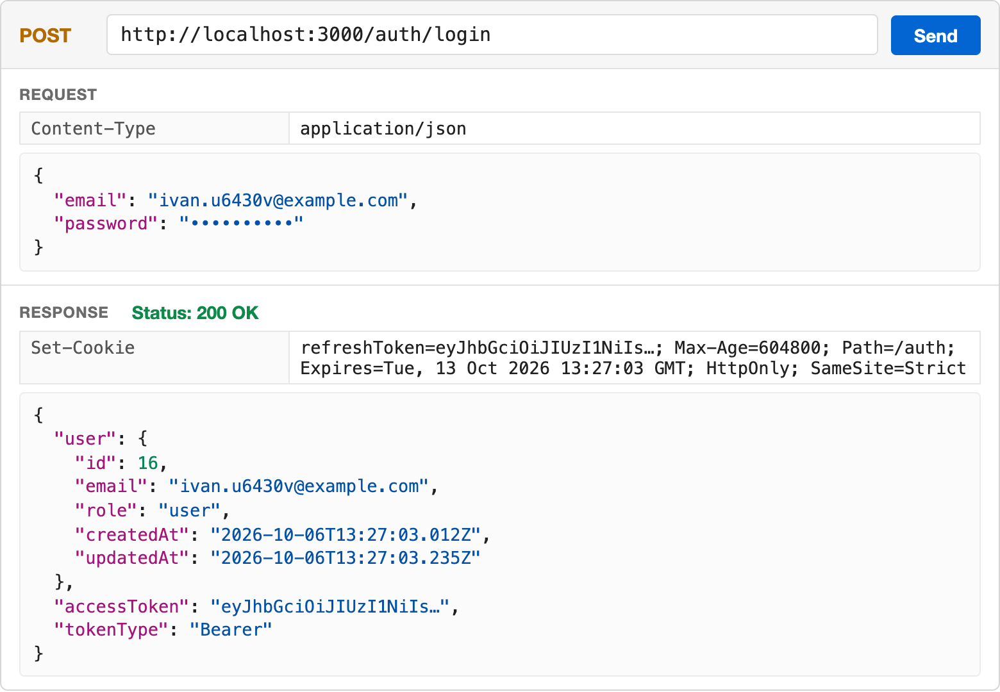 POST http://localhost:3000/auth/login Send
REQUEST
Content-Type application/json
{
  "email": "ivan.u6430v@example.com",
  "password": "••••••••••"
}
RESPONSE Status: 200 OK
Set-Cookie refreshToken=eyJhbGciOiJIUzI1NiIs…; Max-Age=604800; Path=/auth;
Expires=Tue, 13 Oct 2026 13:27:03 GMT; HttpOnly; SameSite=Strict
{
  "user": {
    "id": 16,
    "email": "ivan.u6430v@example.com",
    "role": "user",
    "createdAt": "2026-10-06T13:27:03.012Z",
    "updatedAt": "2026-10-06T13:27:03.235Z"
  },
  "accessToken": "eyJhbGciOiJIUzI1NiIs…",
  "tokenType": "Bearer"
}